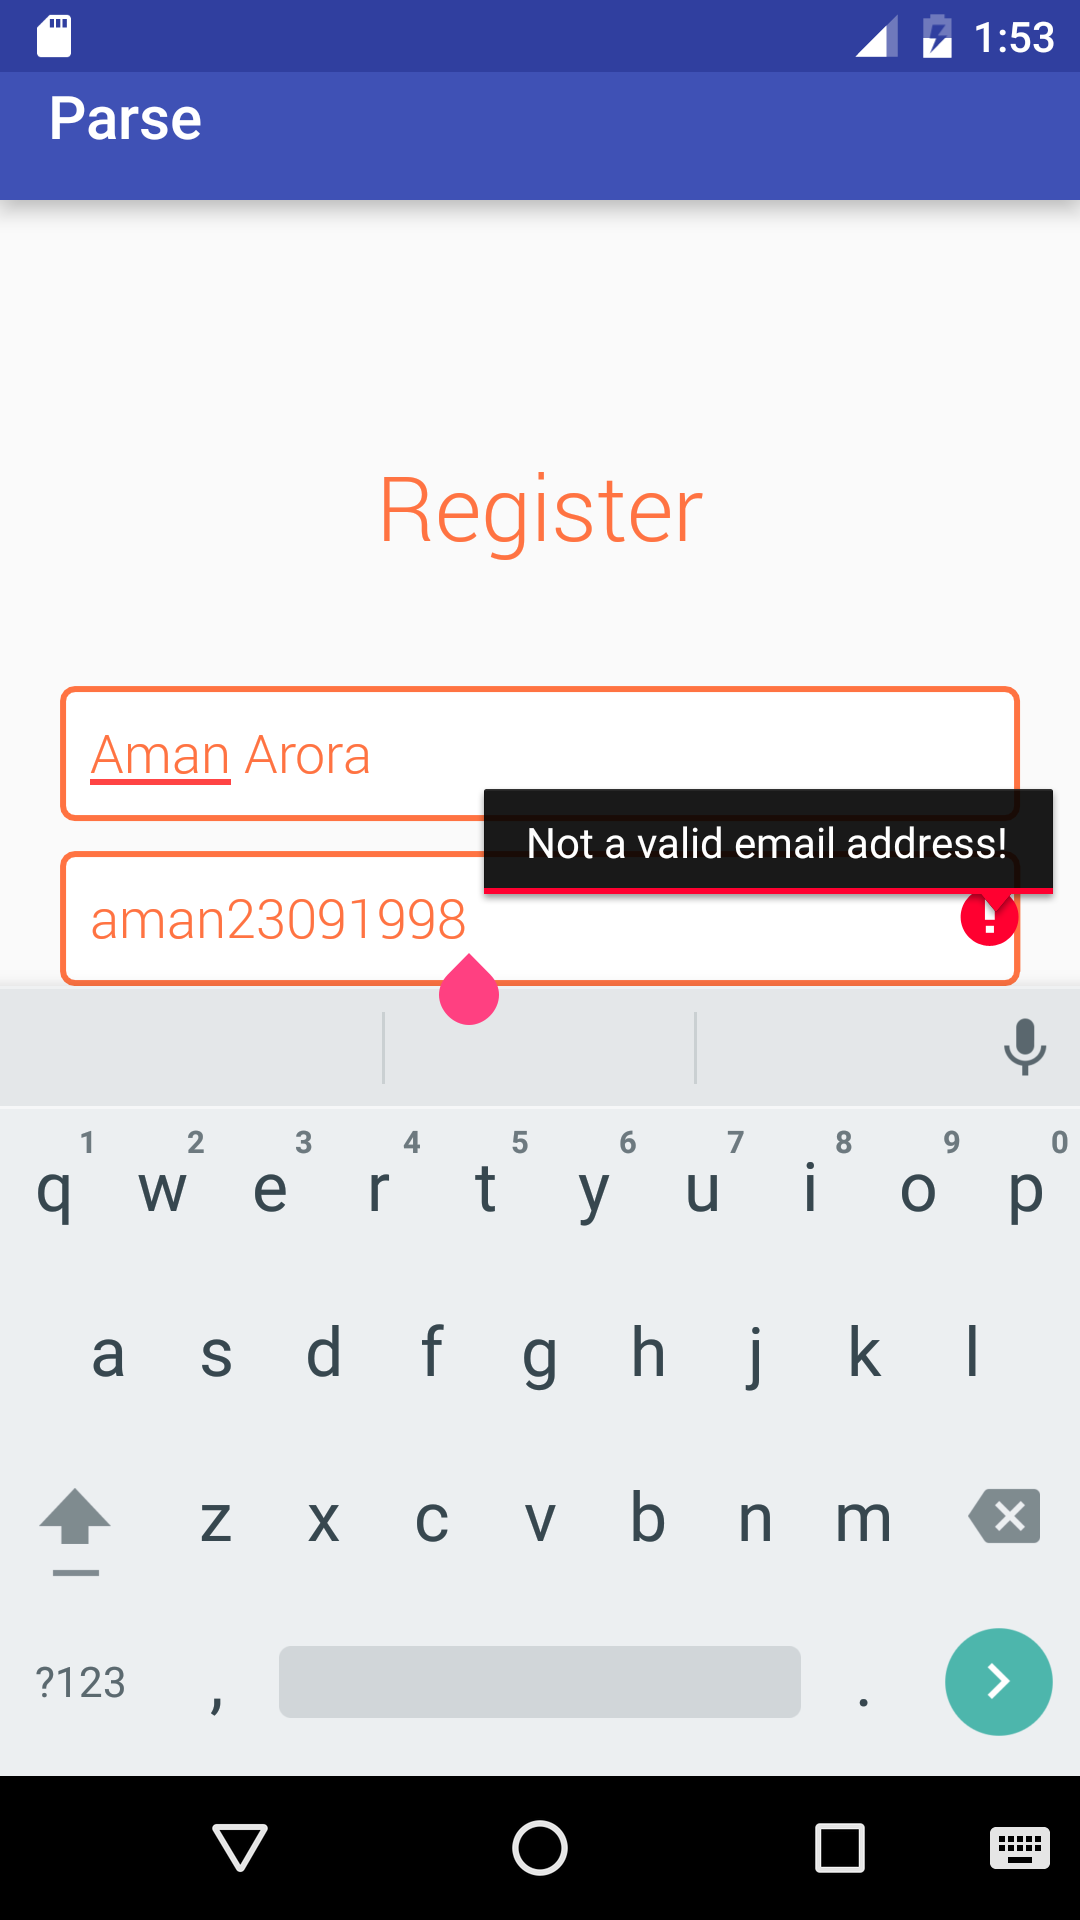 1:53
Parse
Register
Aman Arora
Not a valid email address!
aman23091998
1 2 3 4 5 6 7 8 9 0
q w e r t y u i o p
a s d f g h j k l
z x c v b n m
?123 , .